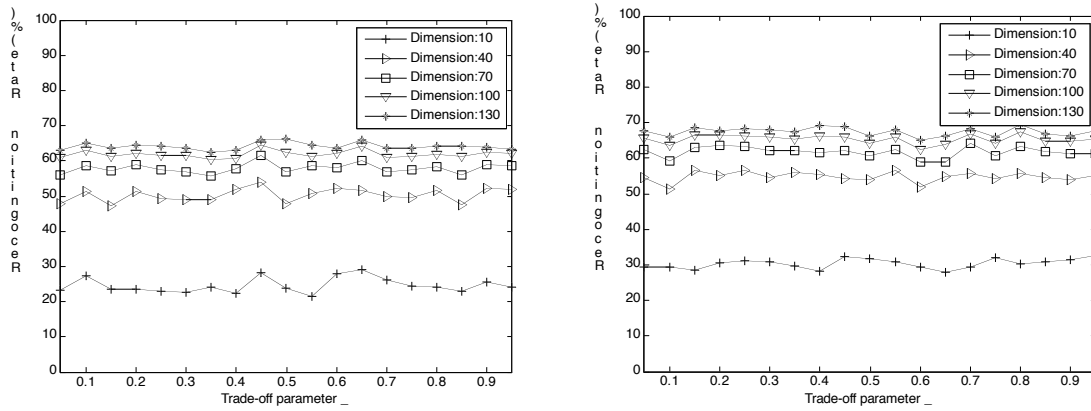 Recognition Rate(%)
100
90
80
70
60
50
40
30
20
10
0
0.1 0.2 0.3 0.4 0.5 0.6 0.7 0.8 0.9
Trade-off parameter _
Dimension:10
Dimension:40
Dimension:70
Dimension:100
Dimension:130
Recognition Rate(%)
100
90
80
70
60
50
40
30
20
10
0
0.1 0.2 0.3 0.4 0.5 0.6 0.7 0.8 0.9
Trade-off parameter _
Dimension:10
Dimension:40
Dimension:70
Dimension:100
Dimension:130